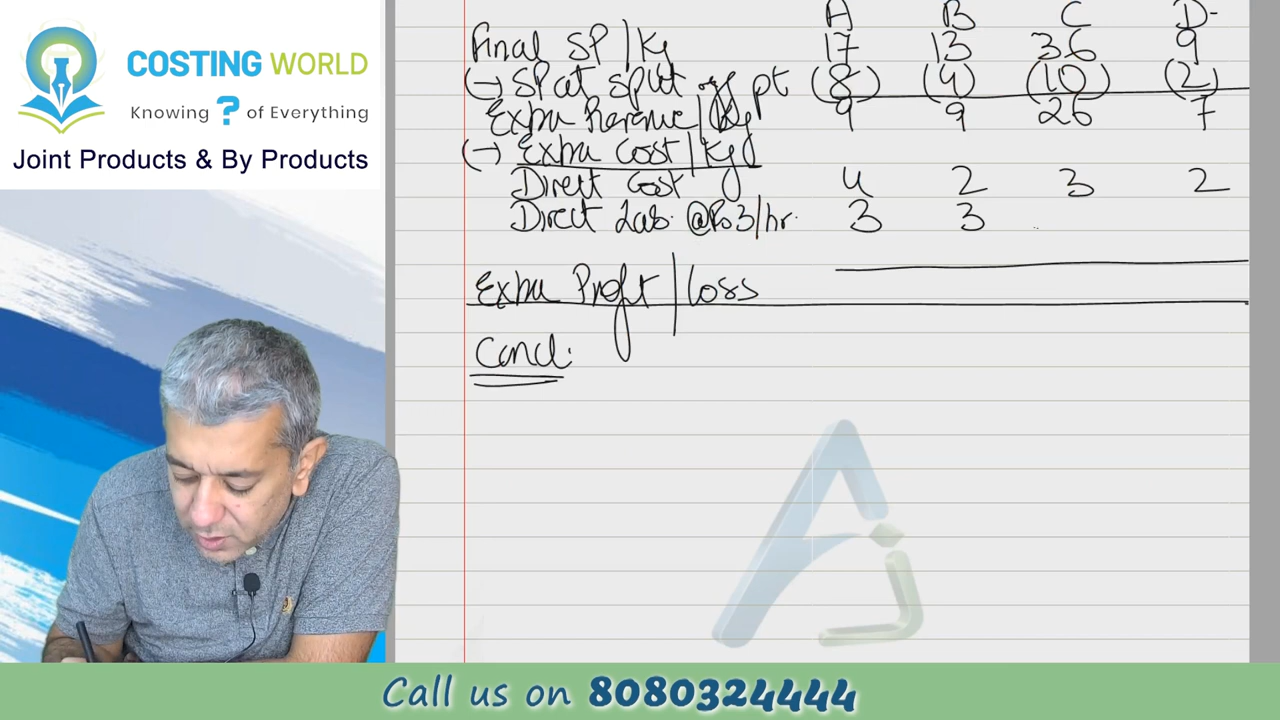 COSTING WORLD
Knowing ? of Everything
Joint Products & By Products
A B C D
Final SP/Kg 17 13 36 9
(-) SP at split off pt (8) (4) (10) (2)
Extra Revenue/Kg 9 9 26 7
(-) Extra Cost/Kg
Direct Cost 4 2 3 2
Direct Lab. @Rs3/hr. 3 3
Extra Profit/Loss
Concl.
Call us on 8080324444